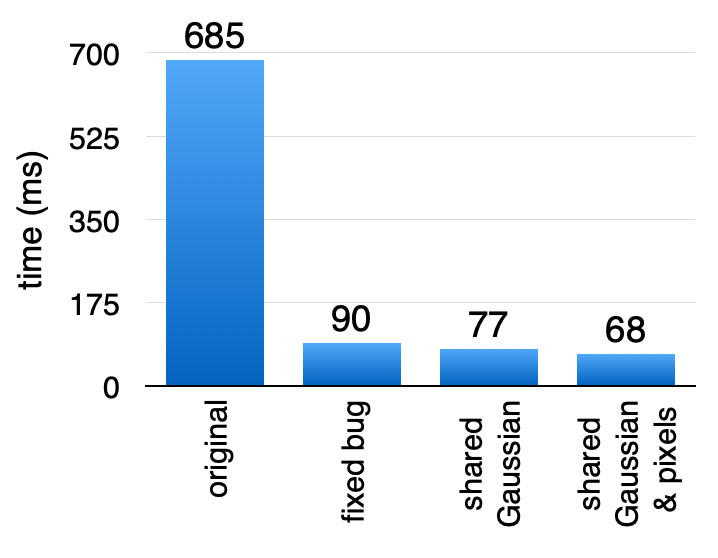 685
700
525
350
175
0
time (ms)
90
77
68
original
fixed bug
shared
Gaussian
shared
Gaussian
& pixels